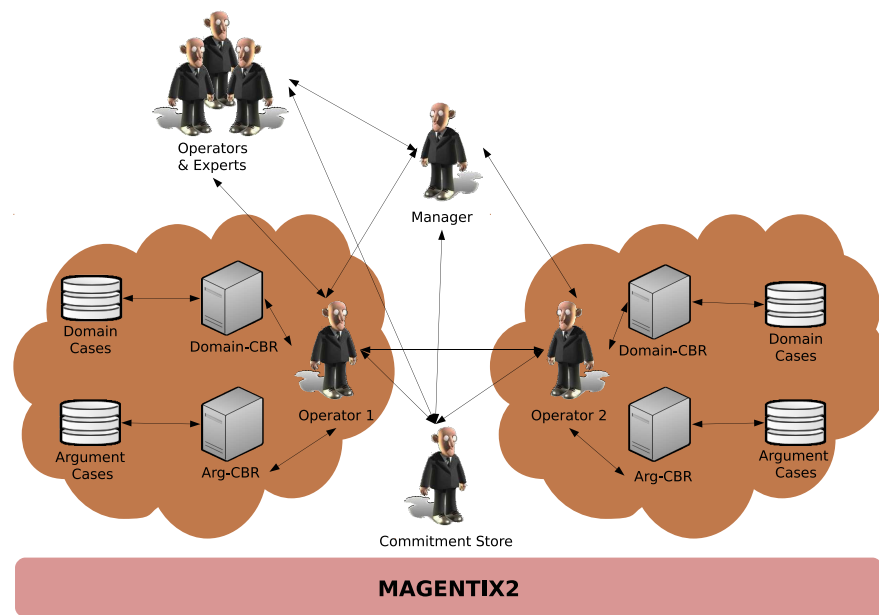 Operators
& Experts
Manager
Domain
Cases
Domain-CBR
Operator 1
Argument
Cases
Arg-CBR
Commitment Store
Operator 2
Domain-CBR
Domain
Cases
Arg-CBR
Argument
Cases
MAGENTIX2